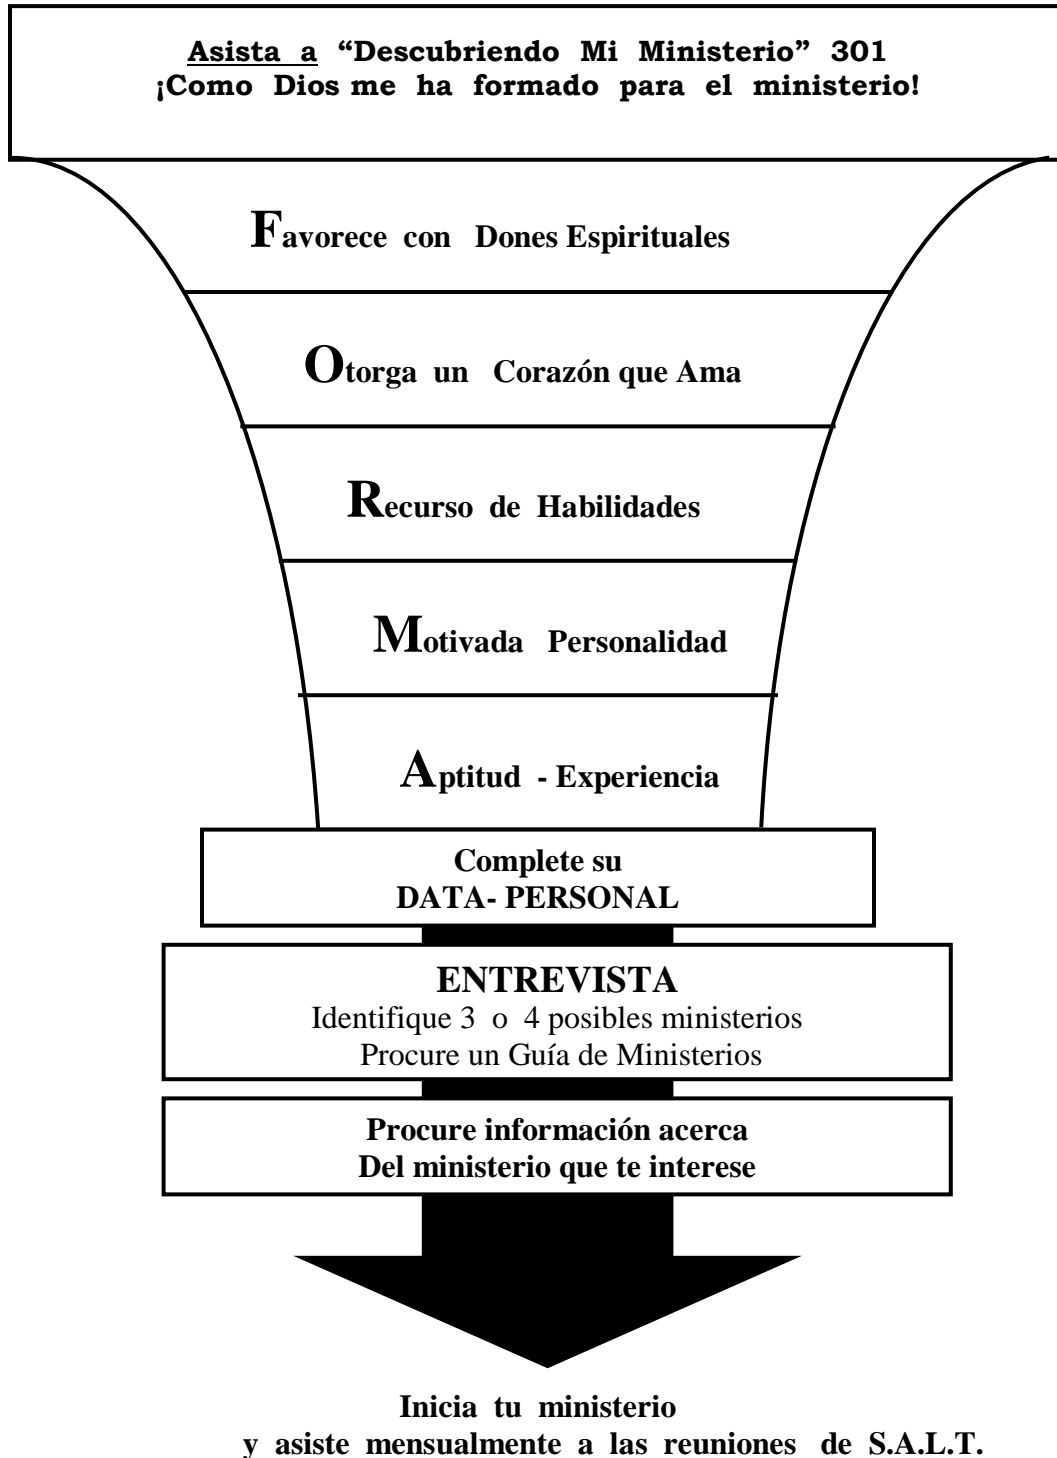 Asista a “Descubriendo Mi Ministerio” 301
¡Como Dios me ha formado para el ministerio!
Favorece con Dones Espirituales
Otorga un Corazón que Ama
Recurso de Habilidades
Motivada Personalidad
Aptitud - Experiencia
Complete su
DATA- PERSONAL
ENTREVISTA
Identifique 3 o 4 posibles ministerios
Procure un Guía de Ministerios
Procure información acerca
Del ministerio que te interese
Inicia tu ministerio
y asiste mensualmente a las reuniones de S.A.L.T.